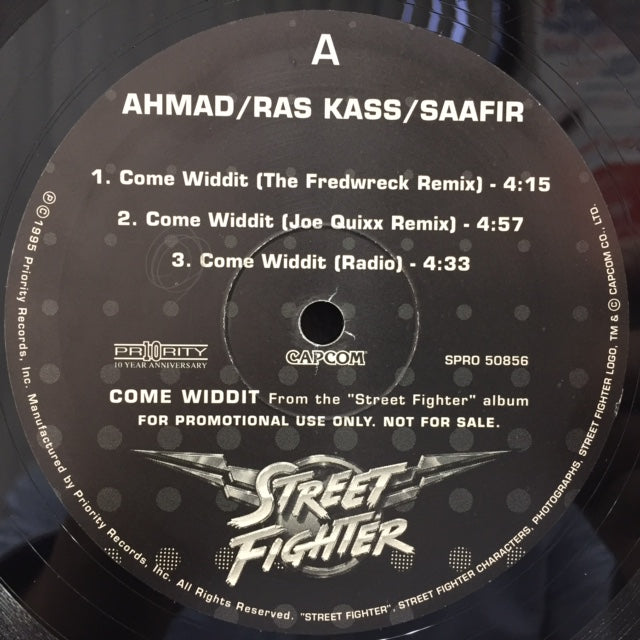 A
AHMAD/RAS KASS/SAAFIR
1. Come Widdit (The Fredwreck Remix) - 4:15
2. Come Widdit (Joe Quixx Remix) - 4:57
3. Come Widdit (Radio) - 4:33
PRIORITY
10
10 YEAR ANNIVERSARY
CAPCOM
SPRO 50856
COME WIDDIT From the "Street Fighter" album
FOR PROMOTIONAL USE ONLY. NOT FOR SALE.
STREET
FIGHTER
℗©1995 Priority Records, Inc. Manufactured by Priority Records, Inc. All Rights Reserved. "STREET FIGHTER", STREET FIGHTER CHARACTERS, PHOTOGRAPHS, STREET FIGHTER LOGO, TM & © CAPCOM CO., LTD.